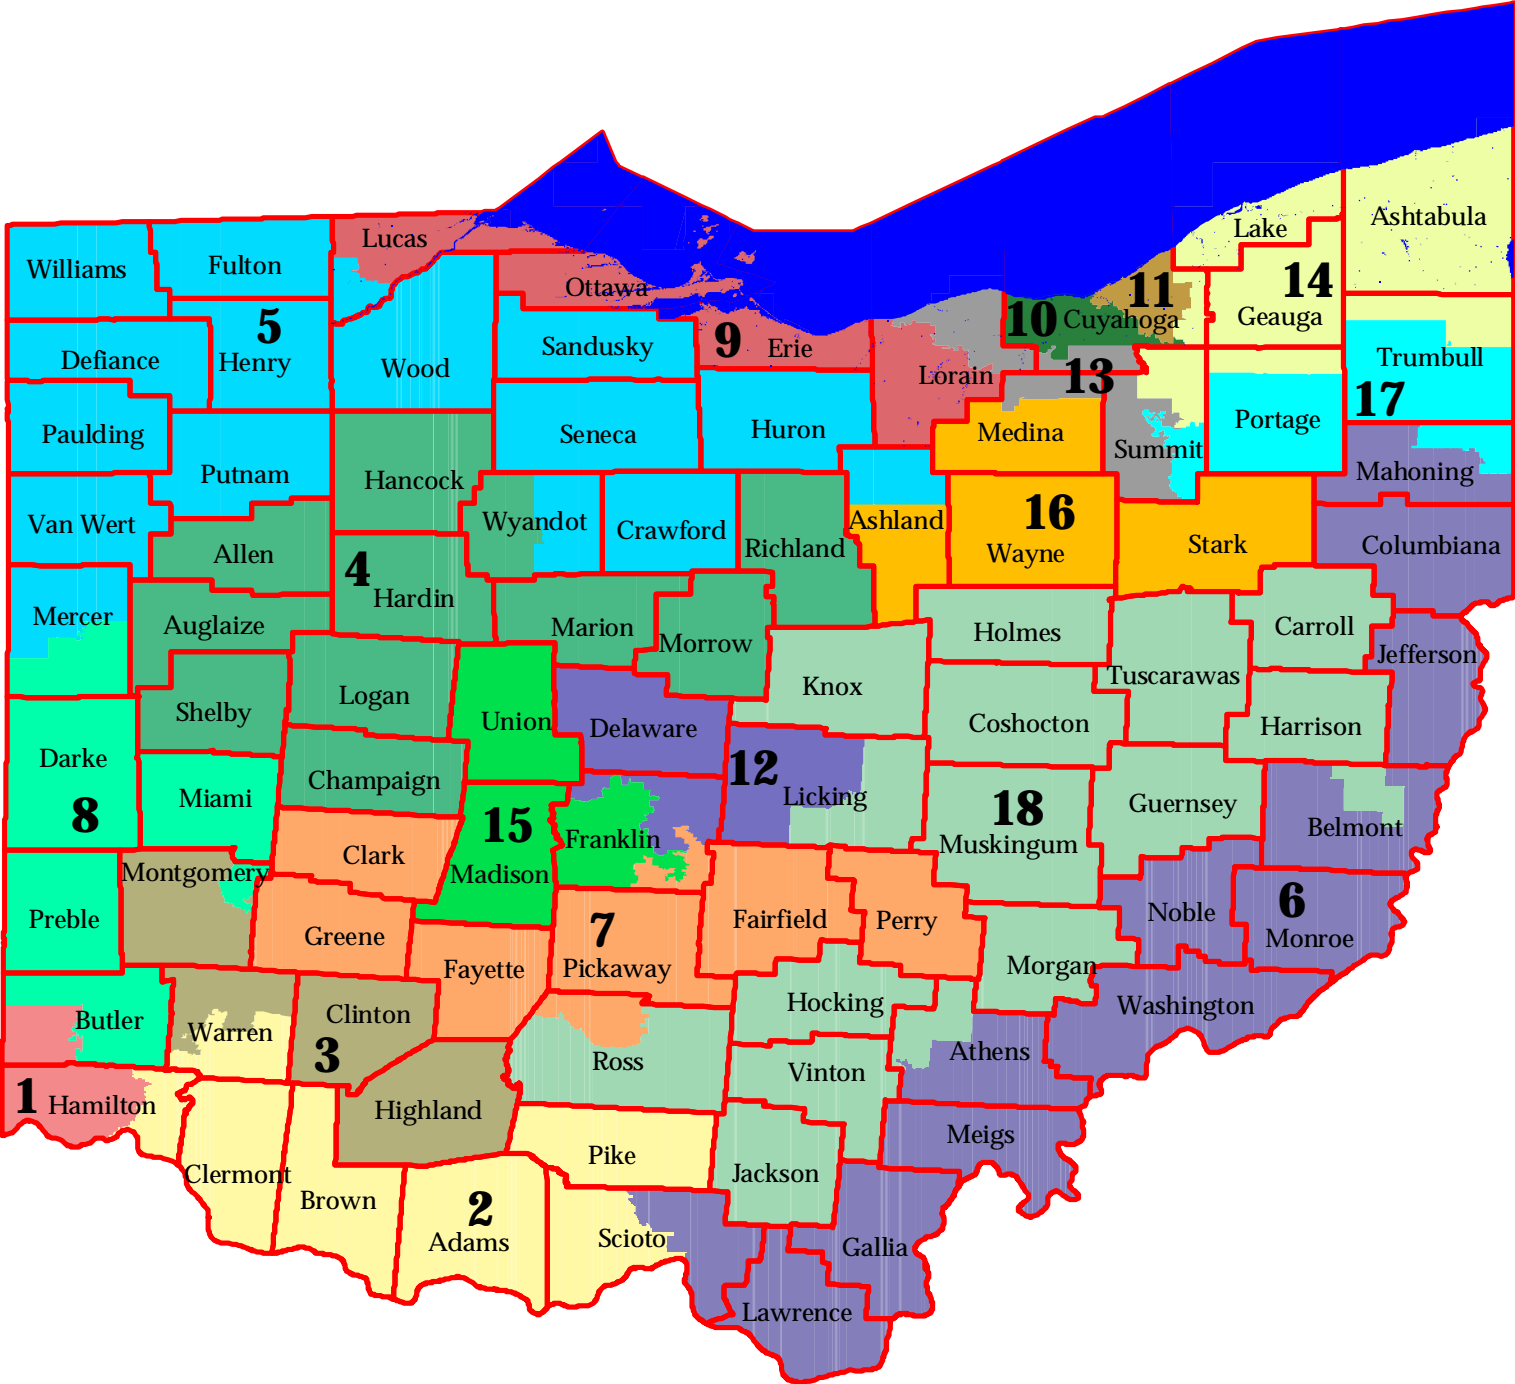 Ashtabula
Lake
Lucas
Williams
Fulton
14
Ottawa
11
Geauga
10
Cuyahoga
5
9
Erie
Sandusky
Defiance
Henry
Wood
Trumbull
Lorain
13
17
Portage
Paulding
Seneca
Huron
Medina
Summit
Putnam
Hancock
Mahoning
Van Wert
Wyandot
Crawford
Ashland
16
Richland
Wayne
Stark
Columbiana
Allen
4
Hardin
Mercer
Auglaize
Marion
Morrow
Holmes
Carroll
Jefferson
Tuscarawas
Logan
Knox
Shelby
Union
Delaware
Coshocton
Harrison
Darke
12
Champaign
Miami
Licking
Guernsey
8
15
18
Belmont
Franklin
Muskingum
Clark
Montgomery
Madison
6
Preble
7
Fairfield
Perry
Noble
Greene
Monroe
Fayette
Pickaway
Morgan
Hocking
Washington
Clinton
Butler
Warren
3
Ross
Athens
Vinton
1
Hamilton
Highland
Meigs
Pike
Clermont
Jackson
Brown
2
Adams
Scioto
Gallia
Lawrence